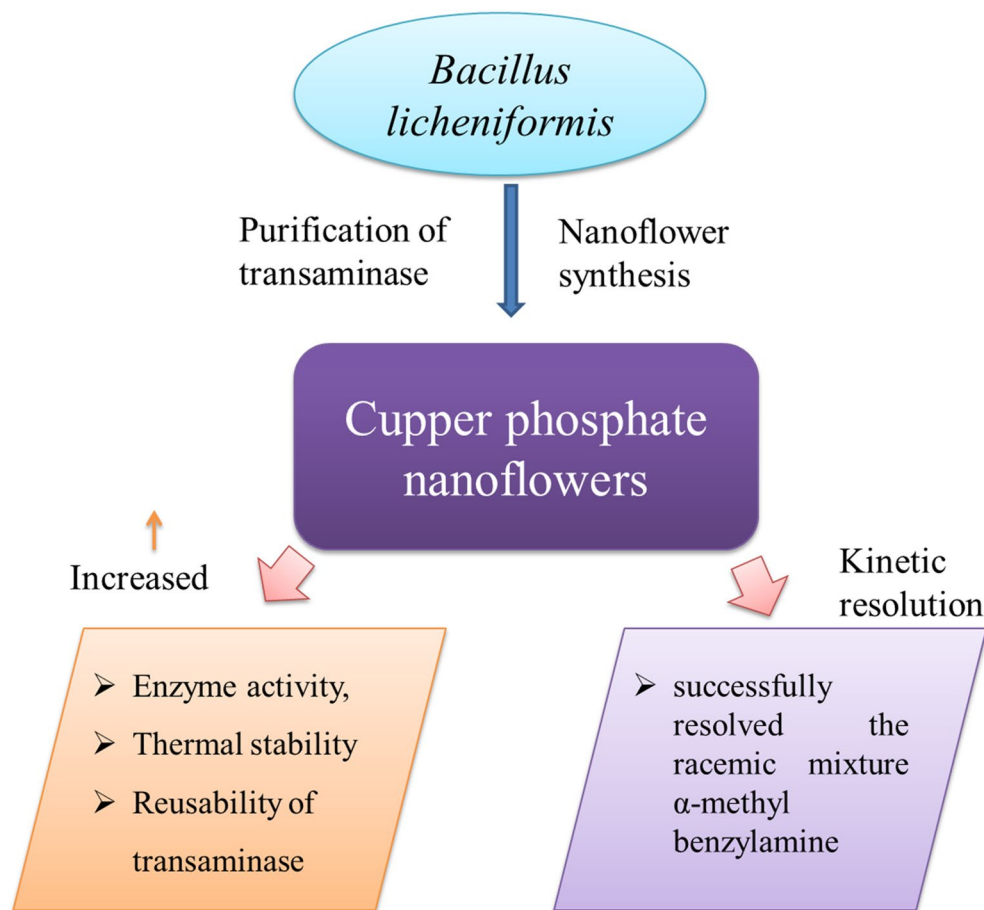 Bacillus
licheniformis
Purification of
transaminase
Nanoflower
synthesis
Cupper phosphate
nanoflowers
Increased
Kinetic
resolution
➢ Enzyme activity,
➢ Thermal stability
➢ Reusability of
transaminase
➢ successfully
resolved the
racemic mixture
α-methyl
benzylamine